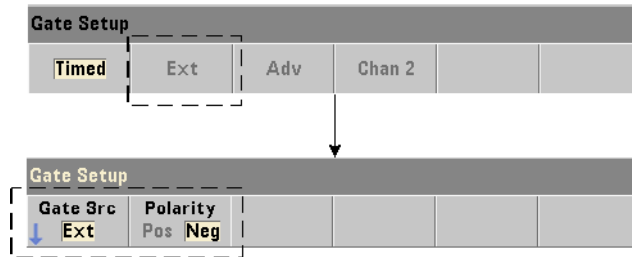 Gate Setup
Timed Ext Adv Chan 2
Gate Setup
Gate Src Polarity
Ext Pos Neg